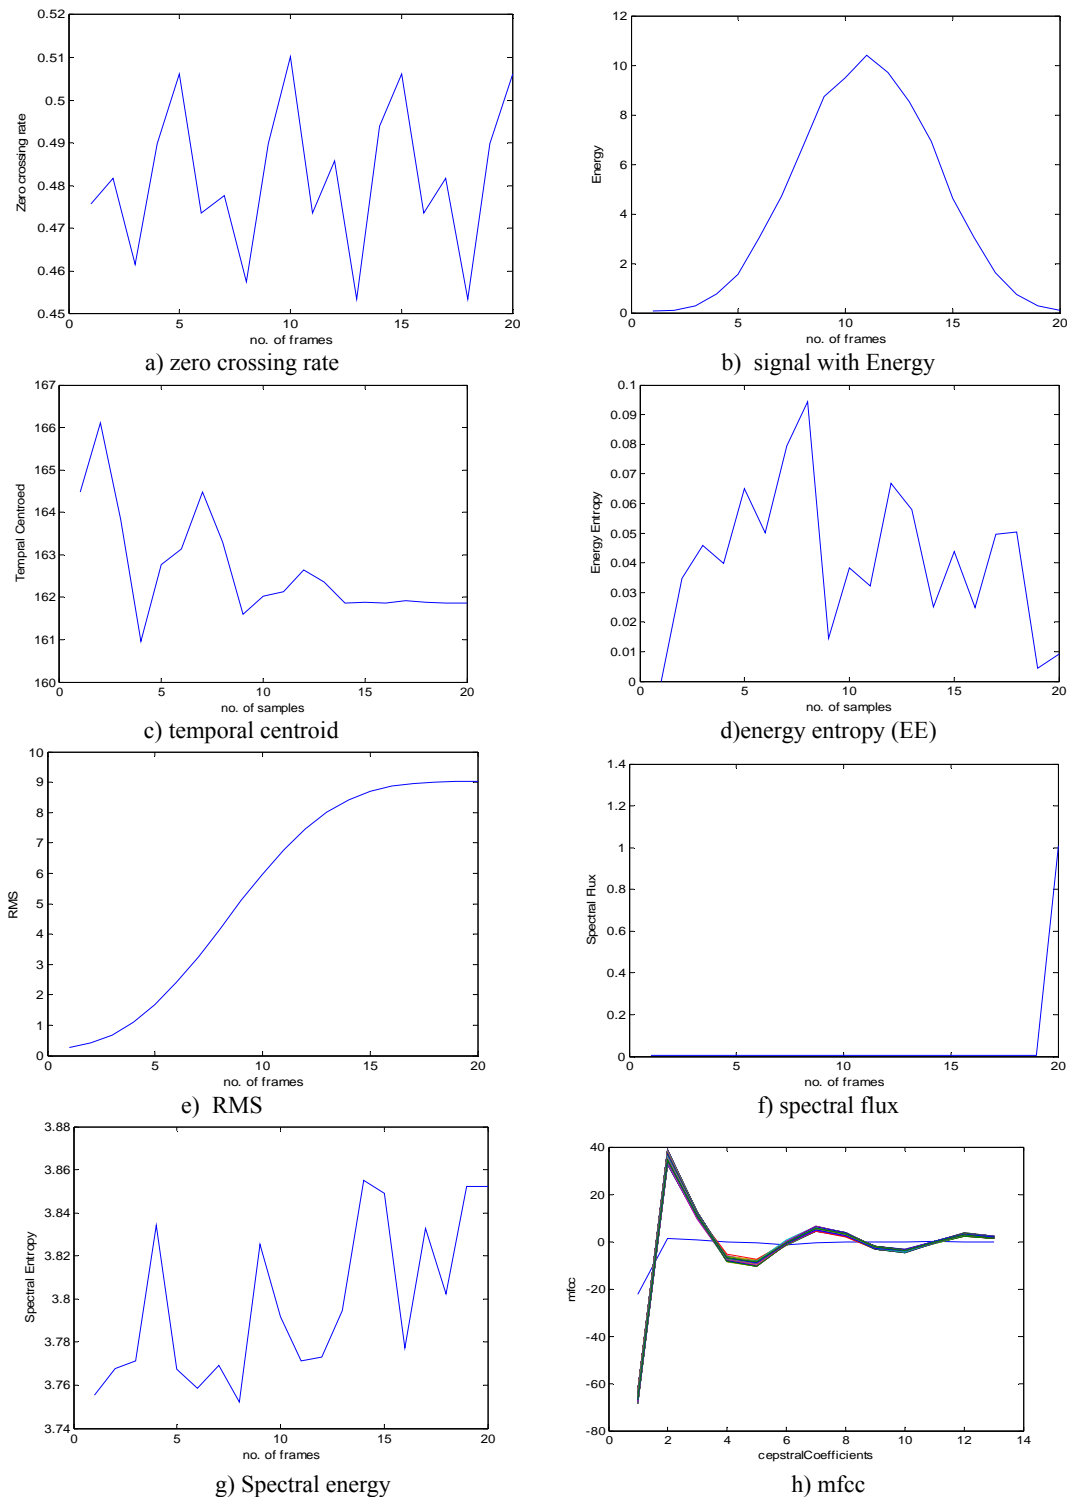 0.52
0.51
0.5
0.49
0.48
0.47
0.46
0.45
0 5 10 15 20
Zero crossing rate
no. of frames
a) zero crossing rate
12
10
8
6
4
2
0
0 5 10 15 20
Energy
no. of frames
b) signal with Energy
167
166
165
164
163
162
161
160
0 5 10 15 20
Tempral Centroed
no. of samples
c) temporal centroid
0.1
0.09
0.08
0.07
0.06
0.05
0.04
0.03
0.02
0.01
0
0 5 10 15 20
Energy Entropy
no. of samples
d)energy entropy (EE)
10
9
8
7
6
5
4
3
2
1
0
0 5 10 15 20
RMS
no. of frames
e) RMS
1.4
1.2
1
0.8
0.6
0.4
0.2
0
0 5 10 15 20
Spectral Flux
no. of frames
f) spectral flux
3.88
3.86
3.84
3.82
3.8
3.78
3.76
3.74
0 5 10 15 20
Spectral Entropy
no. of frames
g) Spectral energy
40
20
0
-20
-40
-60
-80
0 2 4 6 8 10 12 14
mfcc
cepstralCoefficients
h) mfcc